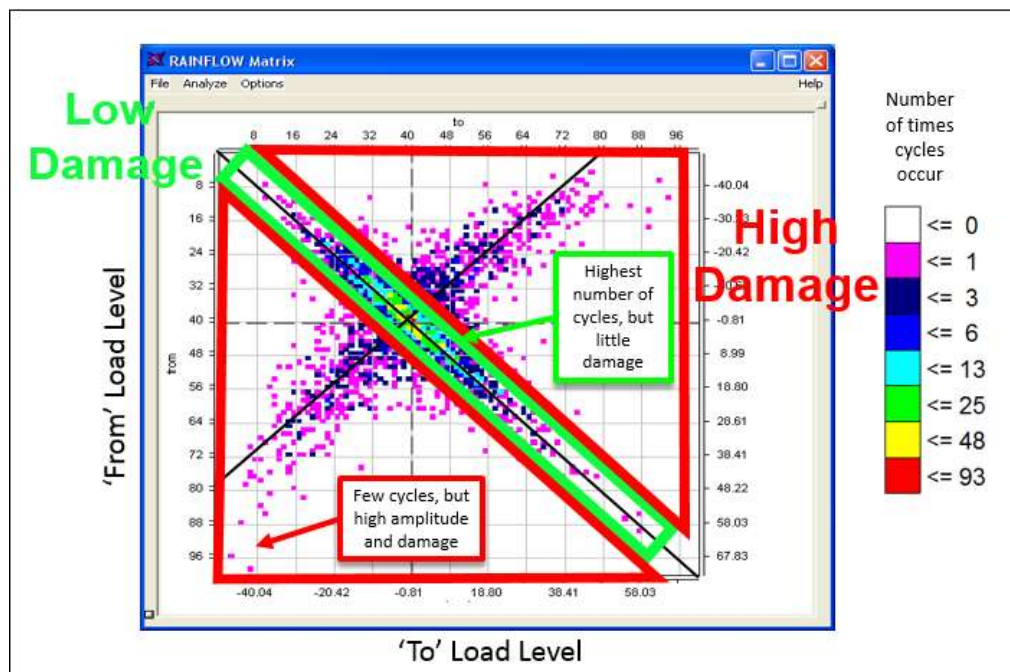 RAINFLOW Matrix
File Analyze Options Help
Low
Damage
to
8 16 24 32 40 48 56 64 72 80 88 96
8
16
24
32
40
48
56
64
72
80
88
96
from
'From' Load Level
-40.04
-20.42
-0.81
8.99
18.80
28.61
38.41
48.22
58.03
67.83
High
Damage
Highest
number of
cycles, but
little
damage
Few cycles, but
high amplitude
and damage
-40.04 -20.42 -0.81 18.80 38.41 58.03
'To' Load Level
Number
of times
cycles
occur
<= 0
<= 1
<= 3
<= 6
<= 13
<= 25
<= 48
<= 93